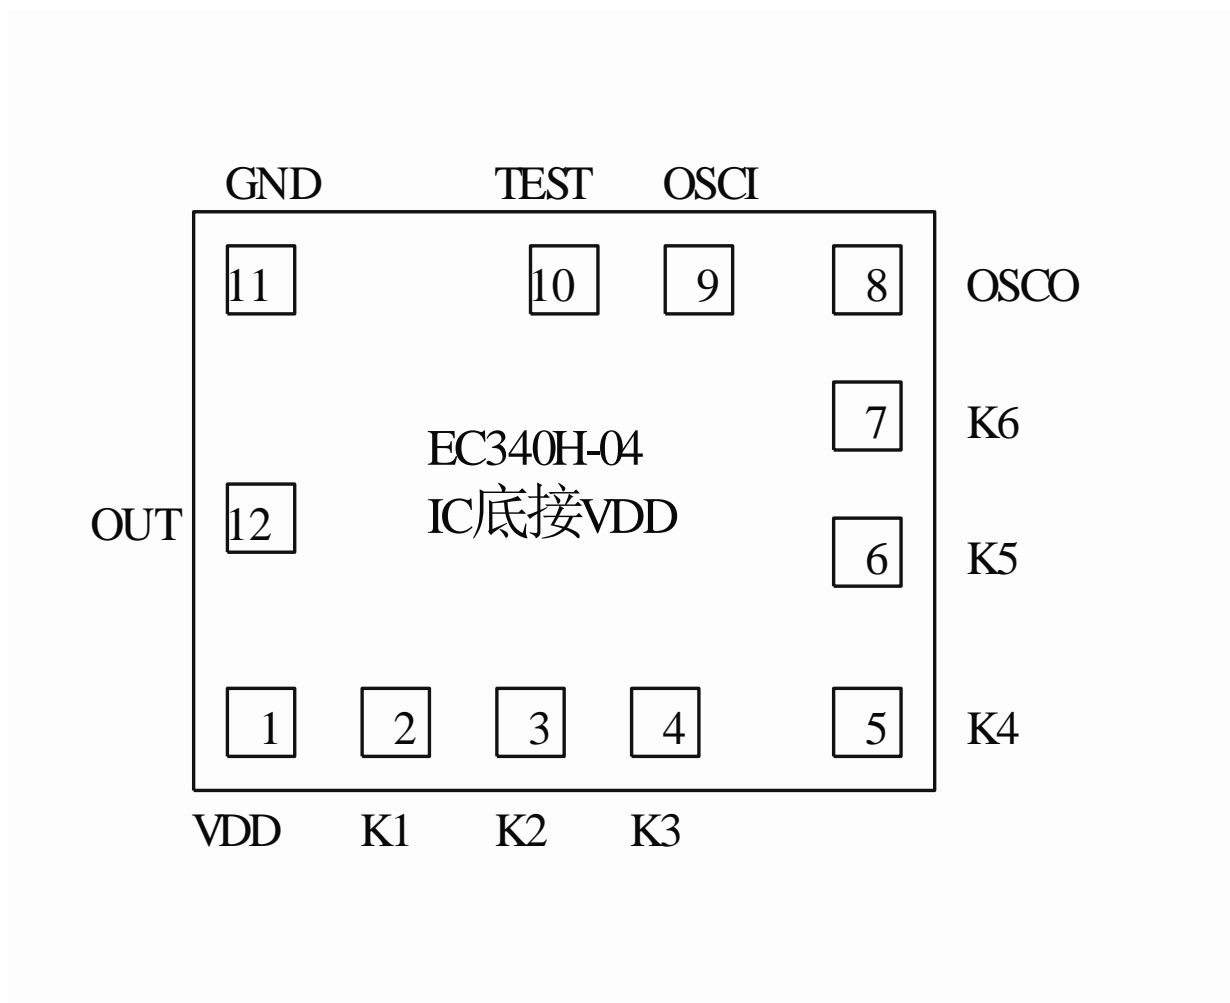 GND TEST OSCI
11 10 9 8 OSCO
7 K6
EC340H-04
IC底接VDD
OUT 12
6 K5
1 2 3 4 5 K4
VDD K1 K2 K3